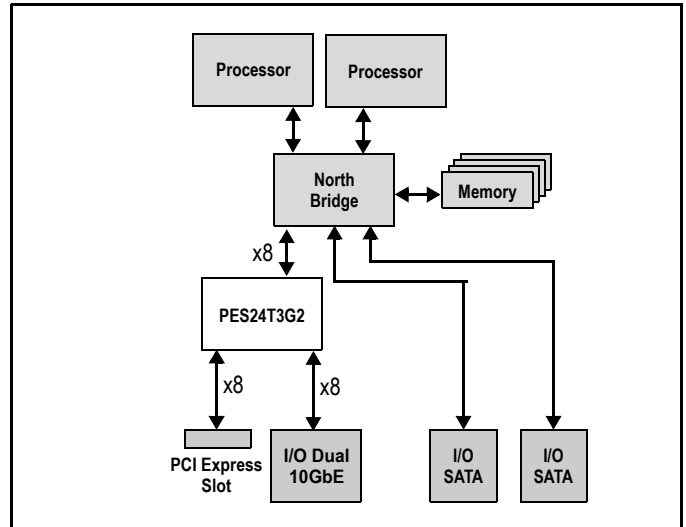 Processor
Processor
North
Bridge
Memory
x8
PES24T3G2
x8
x8
PCI Express
Slot
I/O Dual
10GbE
I/O
SATA
I/O
SATA